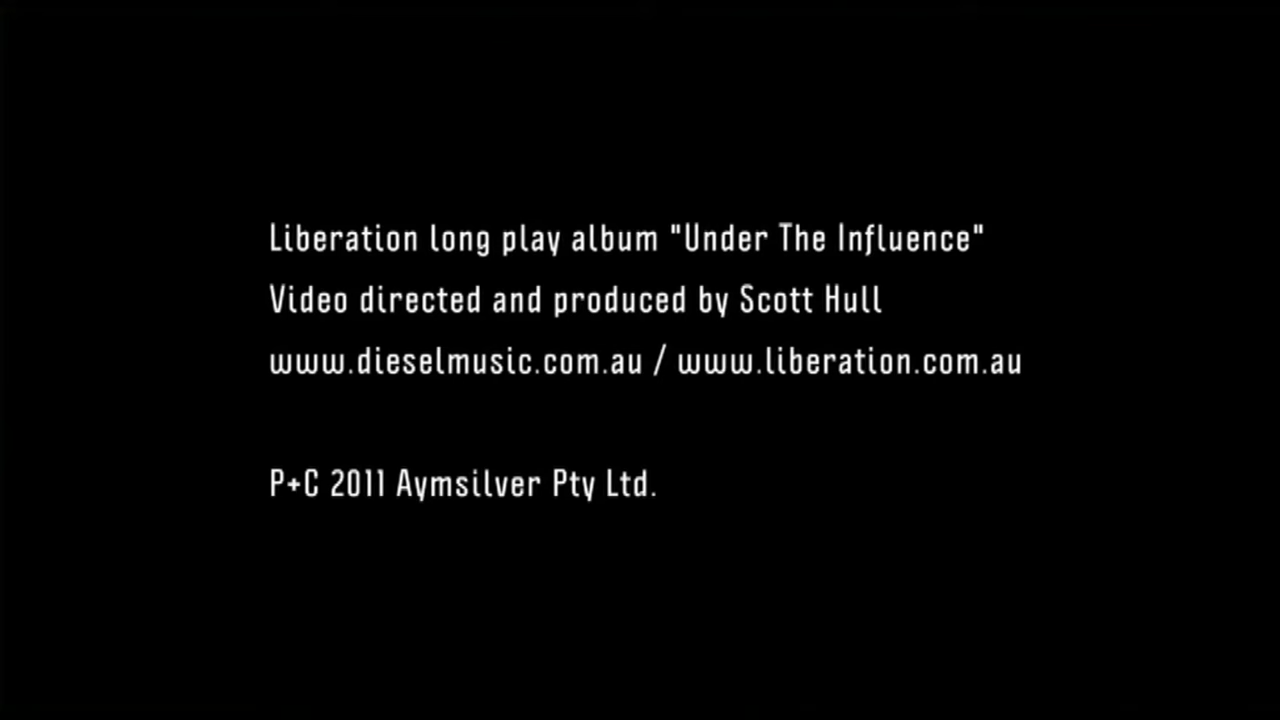 Liberation long play album "Under The Influence"
Video directed and produced by Scott Hull
www.dieselmusic.com.au / www.liberation.com.au
P+C 2011 Aymsilver Pty Ltd.